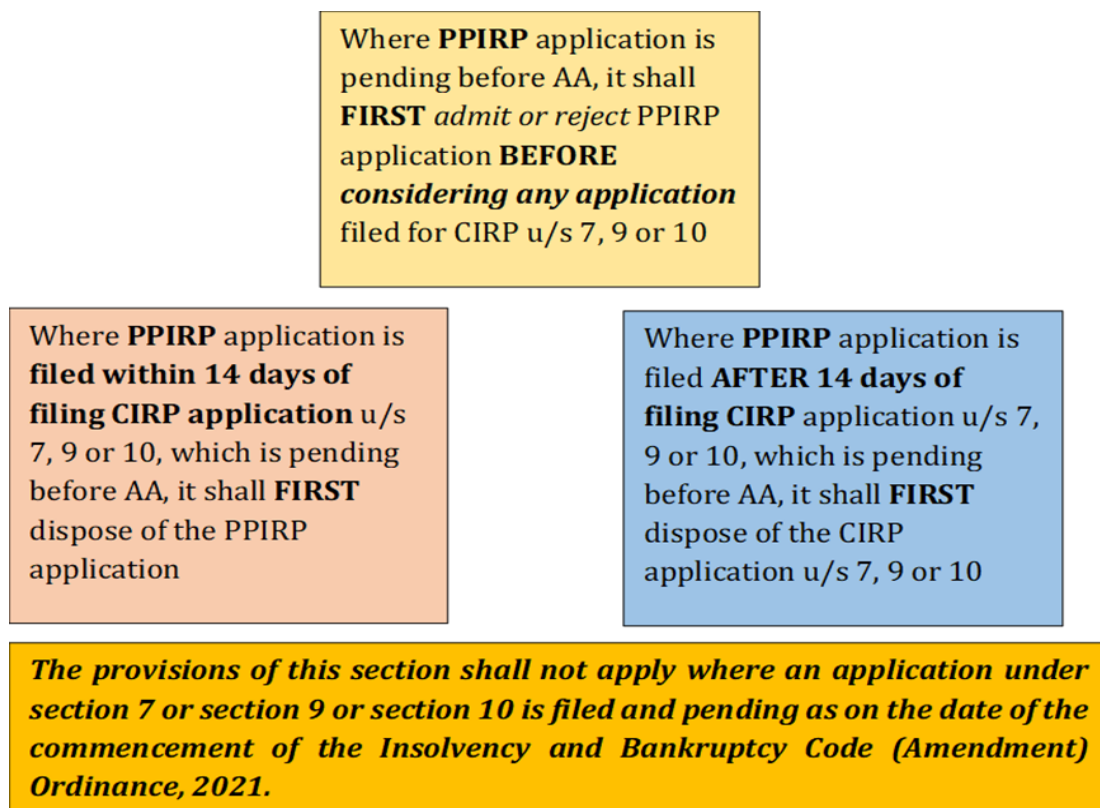 Where PPIRP application is
pending before AA, it shall
FIRST admit or reject PPIRP
application BEFORE
considering any application
filed for CIRP u/s 7, 9 or 10
Where PPIRP application is
filed within 14 days of
filing CIRP application u/s
7, 9 or 10, which is pending
before AA, it shall FIRST
dispose of the PPIRP
application
Where PPIRP application is
filed AFTER 14 days of
filing CIRP application u/s 7,
9 or 10, which is pending
before AA, it shall FIRST
dispose of the CIRP
application u/s 7, 9 or 10
The provisions of this section shall not apply where an application under
section 7 or section 9 or section 10 is filed and pending as on the date of the
commencement of the Insolvency and Bankruptcy Code (Amendment)
Ordinance, 2021.